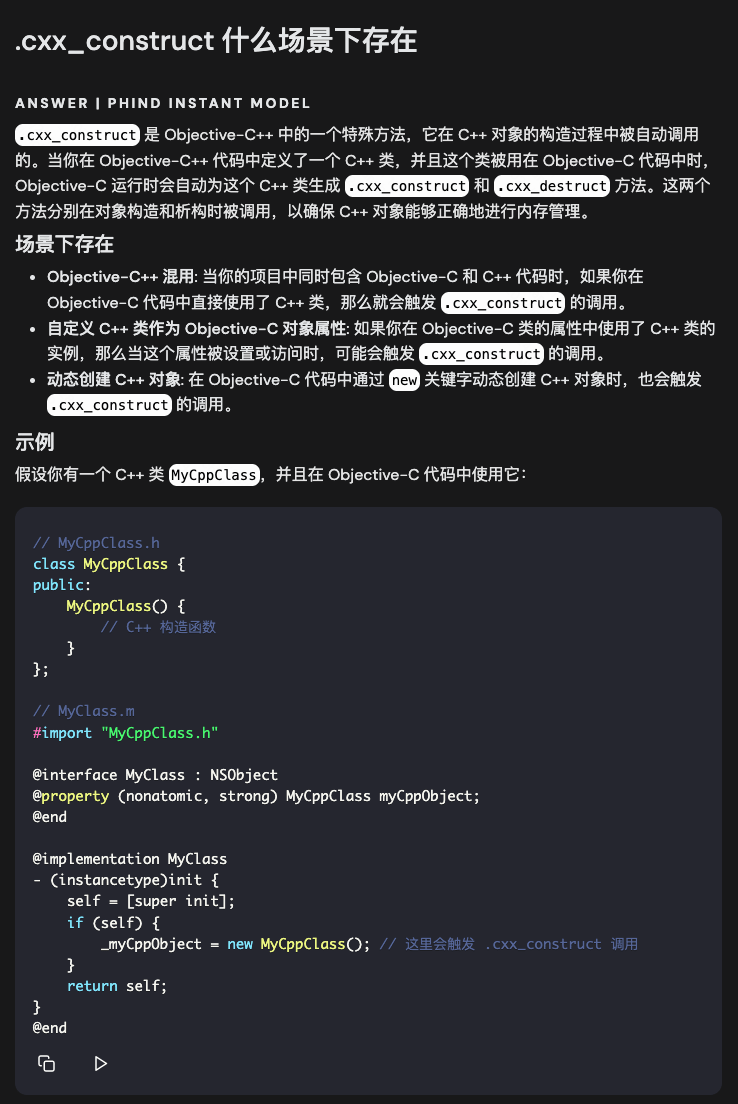 .cxx_construct 什么场景下存在
ANSWER | PHIND INSTANT MODEL
.cxx_construct 是 Objective-C++ 中的一个特殊方法，它在 C++ 对象的构造过程中被自动调用
的。当你在 Objective-C++ 代码中定义了一个 C++ 类，并且这个类被用在 Objective-C 代码中时，
Objective-C 运行时会自动为这个 C++ 类生成 .cxx_construct 和 .cxx_destruct 方法。这两个
方法分别在对象构造和析构时被调用，以确保 C++ 对象能够正确地进行内存管理。
场景下存在
• Objective-C++ 混用: 当你的项目中同时包含 Objective-C 和 C++ 代码时，如果你在
Objective-C 代码中直接使用了 C++ 类，那么就会触发 .cxx_construct 的调用。
• 自定义 C++ 类作为 Objective-C 对象属性: 如果你在 Objective-C 类的属性中使用了 C++ 类的
实例，那么当这个属性被设置或访问时，可能会触发 .cxx_construct 的调用。
• 动态创建 C++ 对象: 在 Objective-C 代码中通过 new 关键字动态创建 C++ 对象时，也会触发
.cxx_construct 的调用。
示例
假设你有一个 C++ 类 MyCppClass，并且在 Objective-C 代码中使用它：
// MyCppClass.h
class MyCppClass {
public:
    MyCppClass() {
        // C++ 构造函数
    }
};
// MyClass.m
#import "MyCppClass.h"
@interface MyClass : NSObject
@property (nonatomic, strong) MyCppClass myCppObject;
@end
@implementation MyClass
- (instancetype)init {
    self = [super init];
    if (self) {
        _myCppObject = new MyCppClass(); // 这里会触发 .cxx_construct 调用
    }
    return self;
}
@end